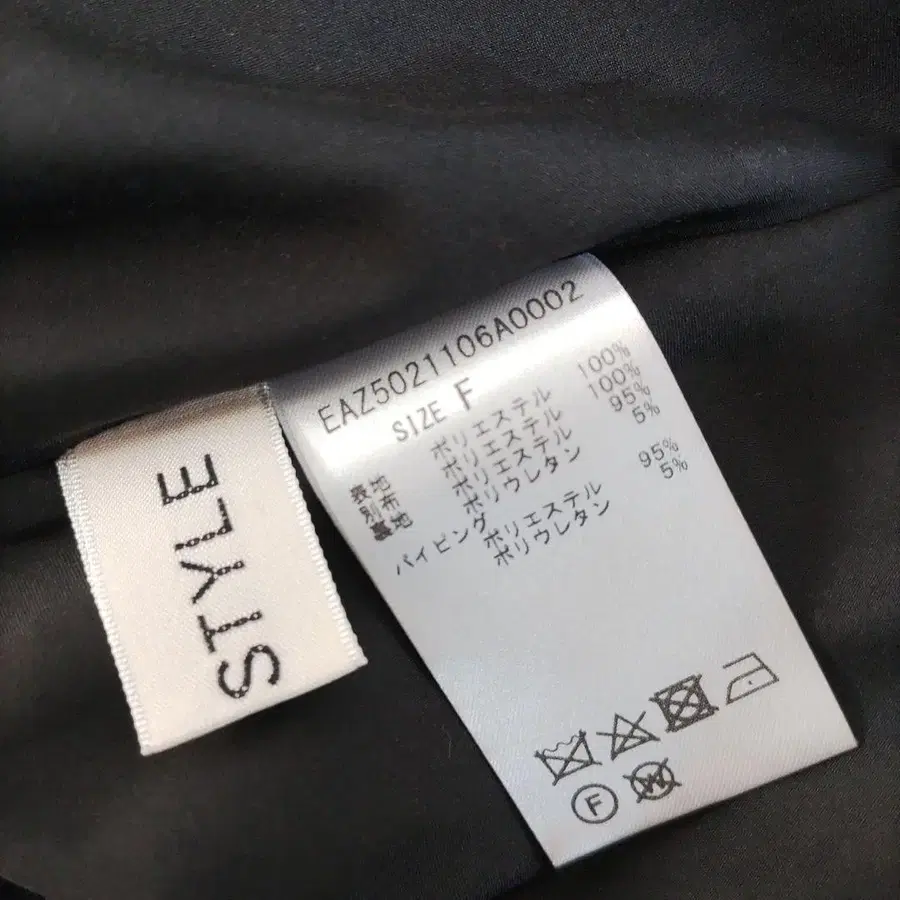 STYLE
EAZ5021106A0002
SIZE F
表地 ポリエステル 100%
別布 ポリエステル 100%
裏地 ポリエステル 95%
ポリウレタン 5%
パイピング ポリエステル 95%
ポリウレタン 5%
F W